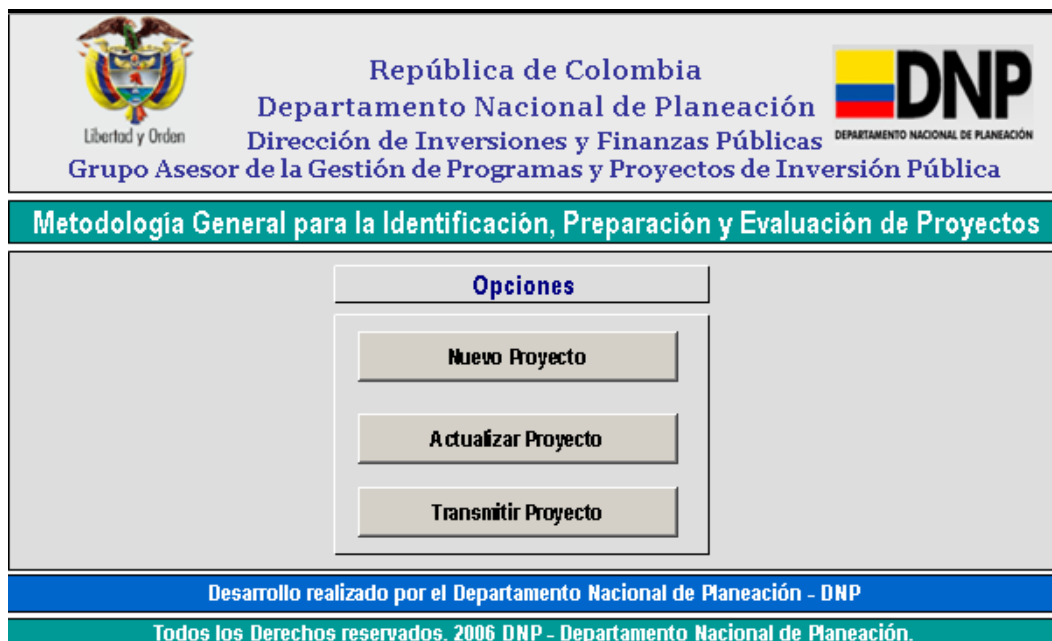 República de Colombia
Departamento Nacional de Planeación
Dirección de Inversiones y Finanzas Públicas
Grupo Asesor de la Gestión de Programas y Proyectos de Inversión Pública
Libertad y Orden
DNP
DEPARTAMENTO NACIONAL DE PLANEACIÓN
Metodología General para la Identificación, Preparación y Evaluación de Proyectos
Opciones
Nuevo Proyecto
Actualizar Proyecto
Transmitir Proyecto
Desarrollo realizado por el Departamento Nacional de Planeación - DNP
Todos los Derechos reservados. 2006 DNP - Departamento Nacional de Planeación.